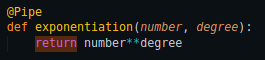 @Pipe
def exponentiation(number, degree):
    return number**degree